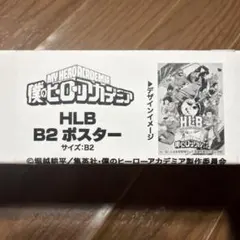 MY HERO ACADEMIA
僕のヒーローアカデミア
HLB
B2 ポスター
サイズ:B2
▶デザインイメージ
HLB
©堀越耕平/集英社・僕のヒーローアカデミア製作委員会